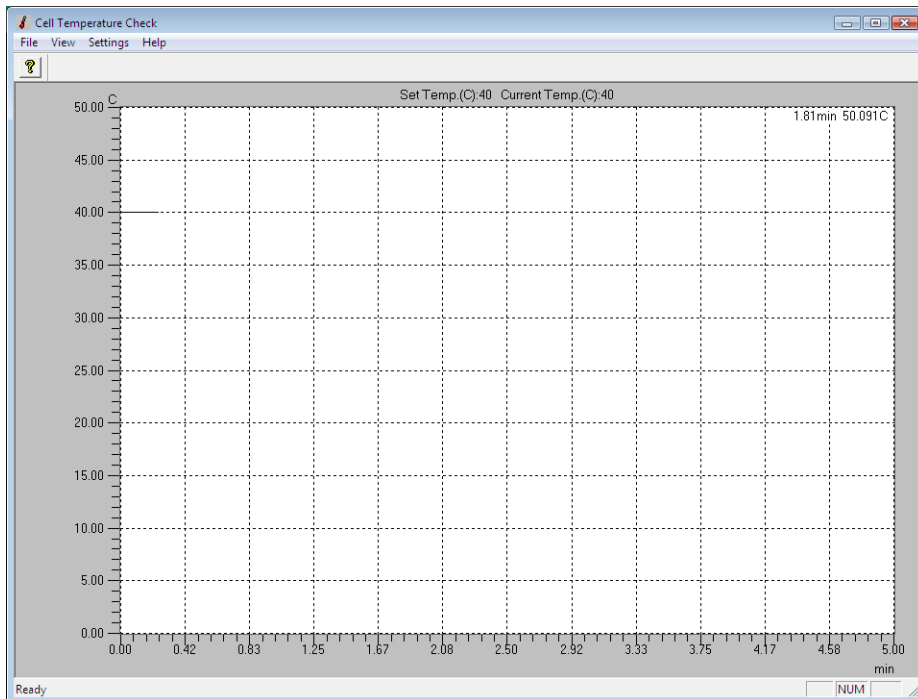 Cell Temperature Check
File View Settings Help
?
Set Temp.(C):40 Current Temp.(C):40
C
1.81min 50.091C
50.00
45.00
40.00
35.00
30.00
25.00
20.00
15.00
10.00
5.00
0.00
0.00 0.42 0.83 1.25 1.67 2.08 2.50 2.92 3.33 3.75 4.17 4.58 5.00
min
Ready NUM